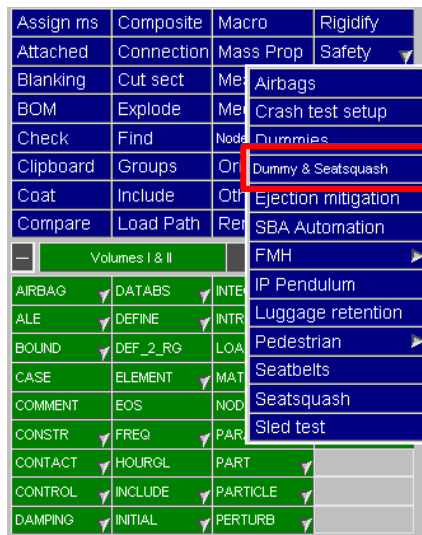 Assign ms Composite Macro Rigidify
Attached Connection Mass Prop Safety
Blanking Cut sect
BOM Explode
Check Find
Clipboard Groups
Coat Include
Compare Load Path
Airbags
Crash test setup
Dummies
Dummy & Seatsquash
Ejection mitigation
SBA Automation
FMH
IP Pendulum
Luggage retention
Pedestrian
Seatbelts
Seatsquash
Sled test
Volumes I & II
AIRBAG DATABS
ALE DEFINE
BOUND DEF_2_RG
CASE ELEMENT
COMMENT EOS
CONSTR FREQ
CONTACT HOURGL PART
CONTROL INCLUDE PARTICLE
DAMPING INITIAL PERTURB